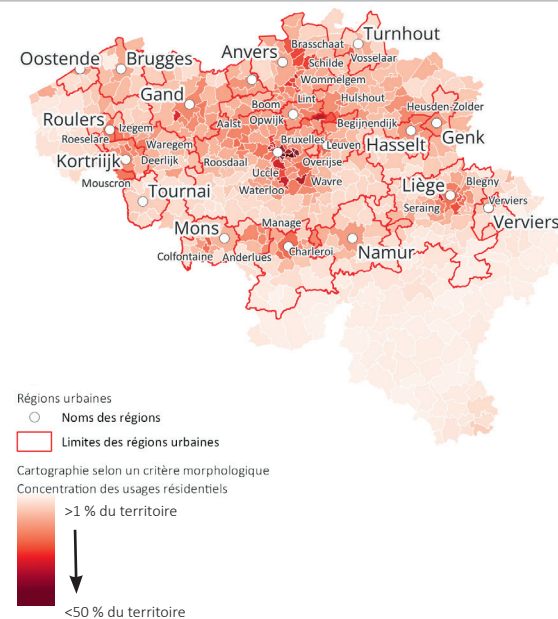 Turnhout
Brasschaat
Oostende
Brugges
Anvers
Schilde
Vosselaar
Wommelgem
Gand
Boom
Lint
Hulshout
Heusden-Zolder
Roulers
Izegem
Aalst
Opwijk
Begijnendijk
Roeselare
Waregem
Bruxelles
Leuven
Hasselt
Genk
Kortriijk
Deerlijk
Roosdaal
Overijse
Mouscron
Uccle
Wavre
Liège
Blegny
Tournai
Waterloo
Seraing
Verviers
Verviers
Mons
Manage
Colfontaine
Anderlues
Charleroi
Namur
Régions urbaines
Noms des régions
Limites des régions urbaines
Cartographie selon un critère morphologique
Concentration des usages résidentiels
>1 % du territoire
<50 % du territoire